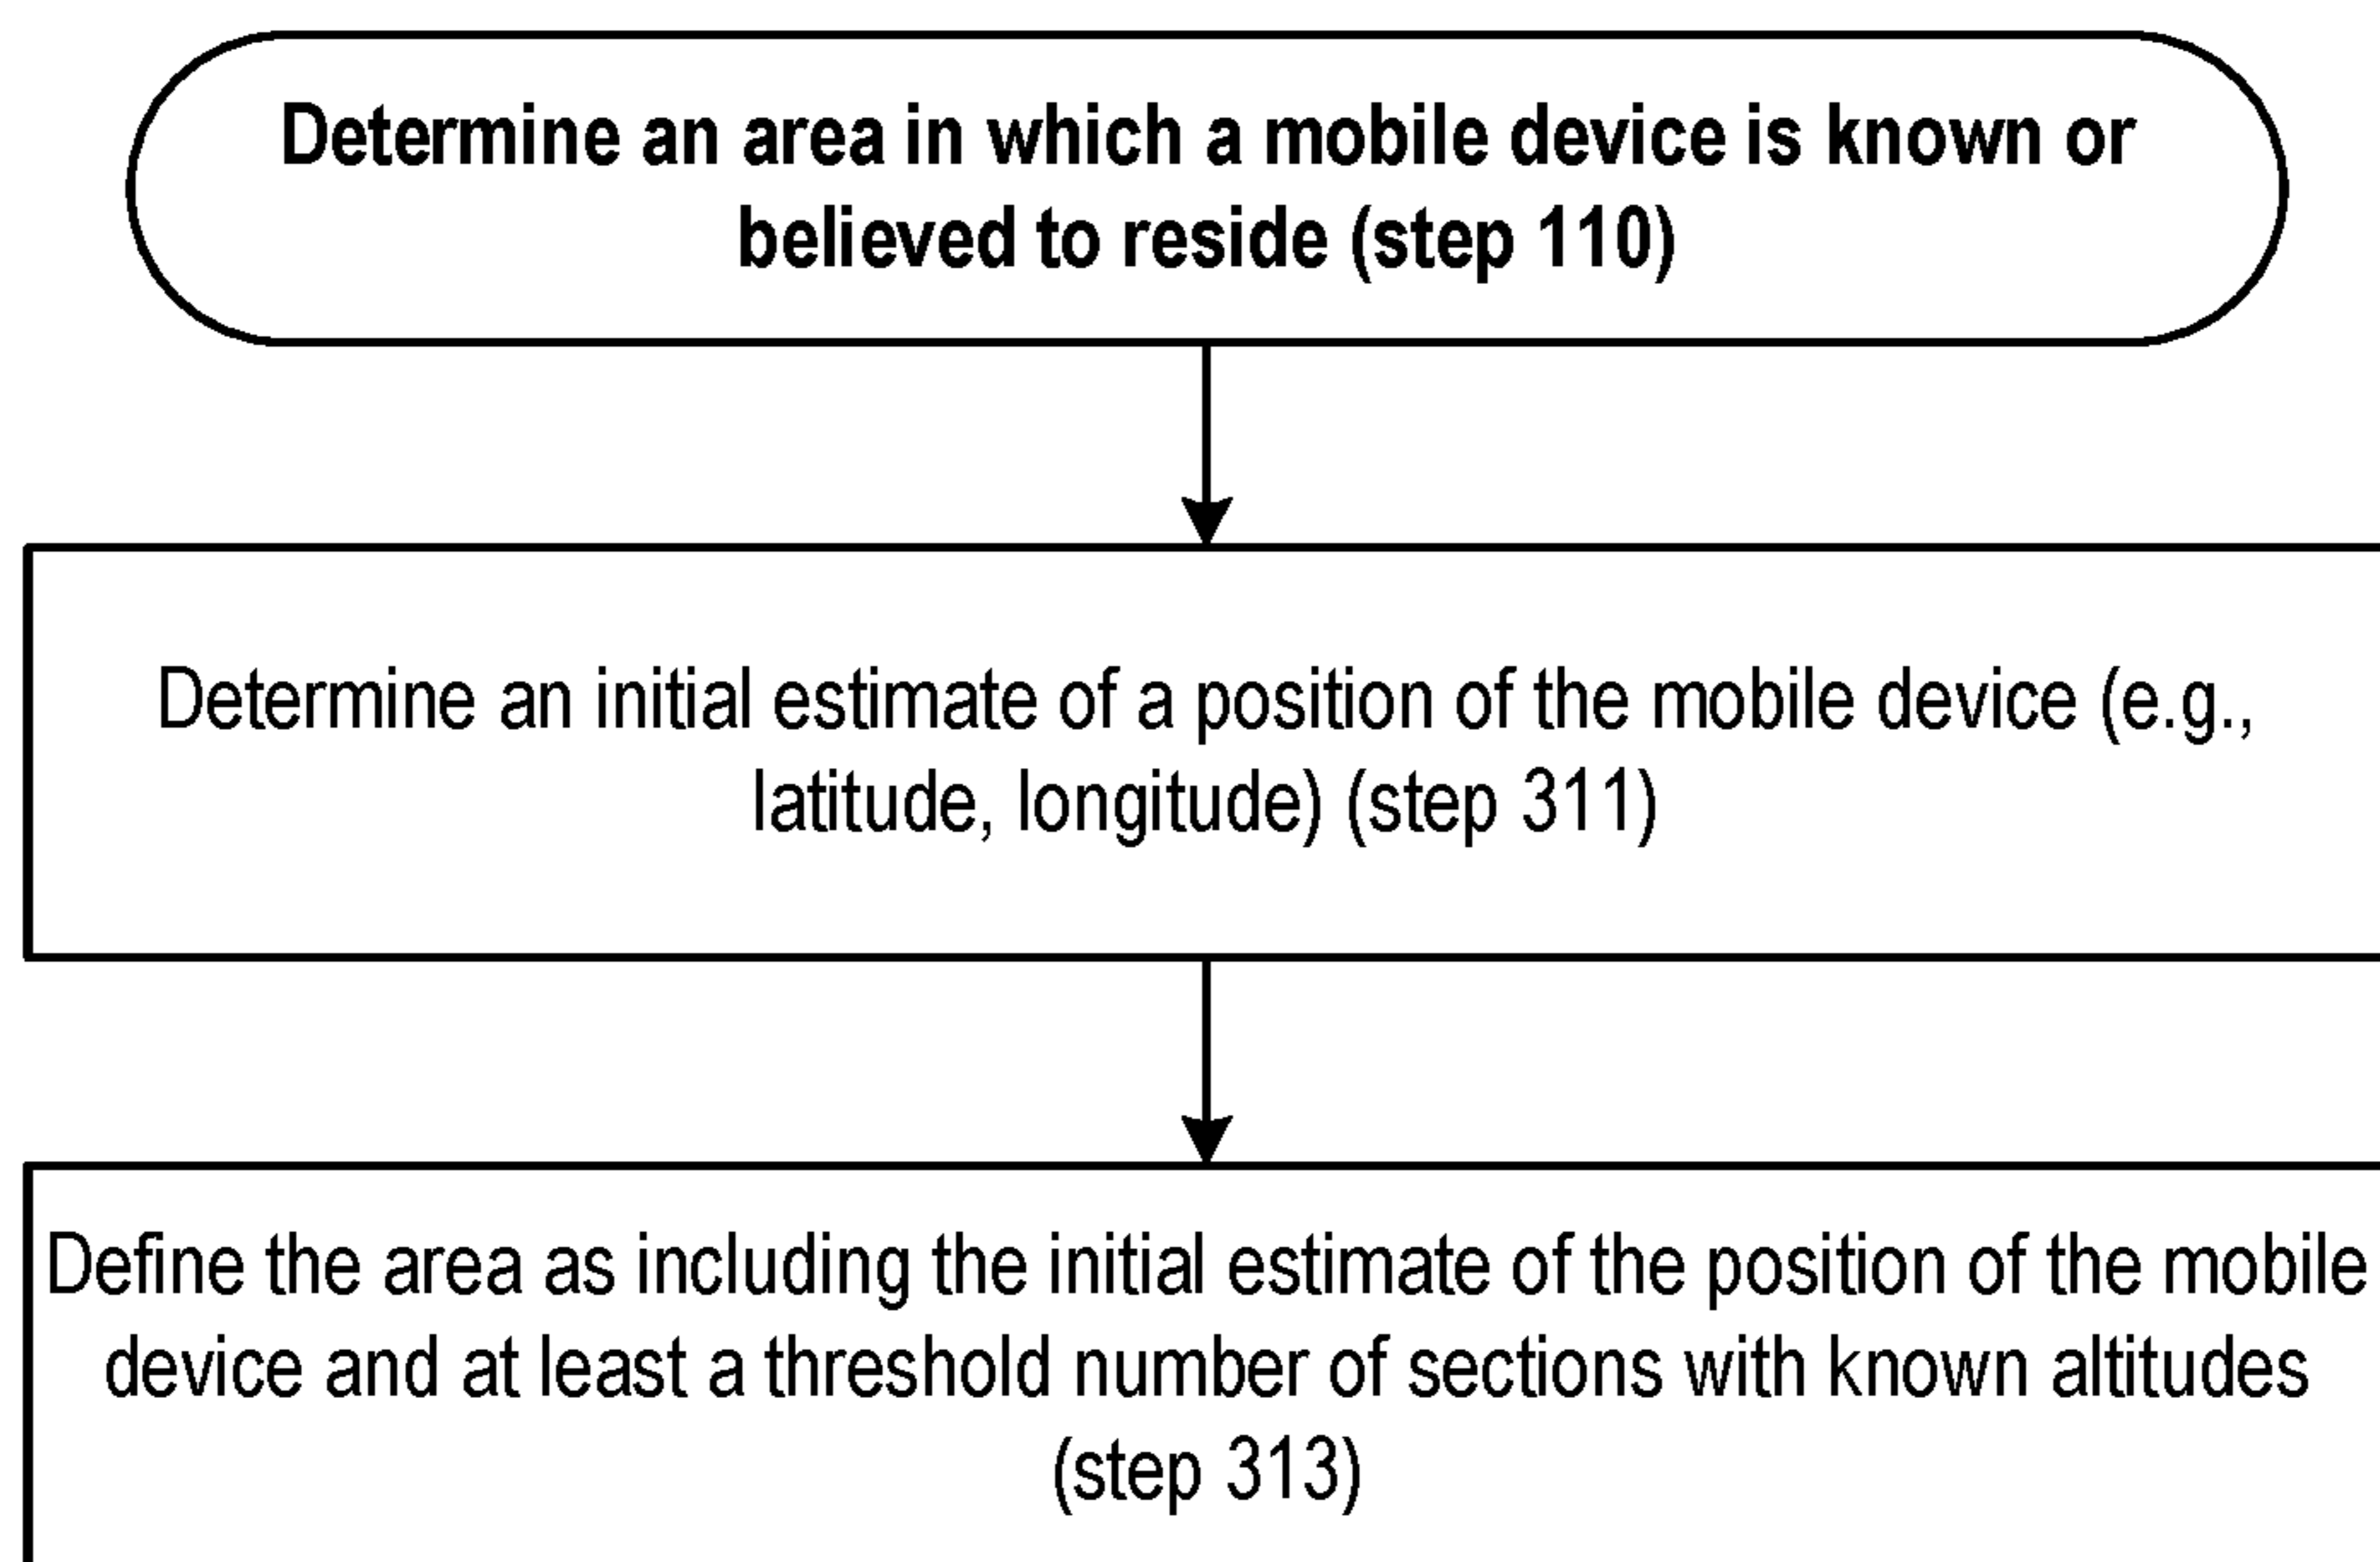 Determine an area in which a mobile device is known or
believed to reside (step 110)
Determine an initial estimate of a position of the mobile device (e.g.,
latitude, longitude) (step 311)
Define the area as including the initial estimate of the position of the mobile
device and at least a threshold number of sections with known altitudes
(step 313)